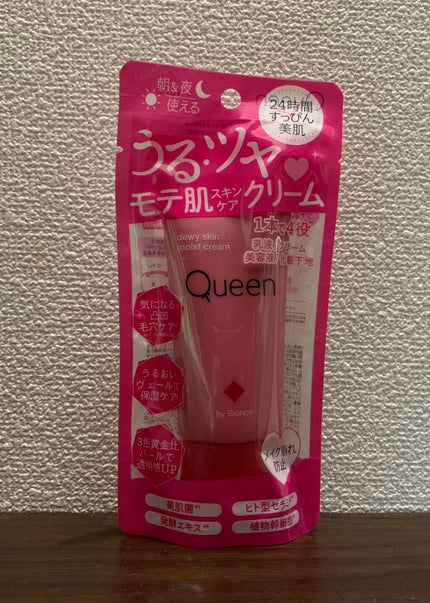 朝&夜
使える
24時間
すっぴん
美肌
うる・ツヤ
モテ肌スキンケアクリーム
1本で4役
乳液 クリーム
美容液 化粧下地
dewy skin
moist cream
Queen
気になる
凸凹
毛穴ケア
うるおい
ヴェールで
保湿ケア
3色黄金比
パールで
透明感UP
by Bionce
メイク崩れ
防止
美肌菌
ヒト型セラミド
発酵エキス
植物幹細胞